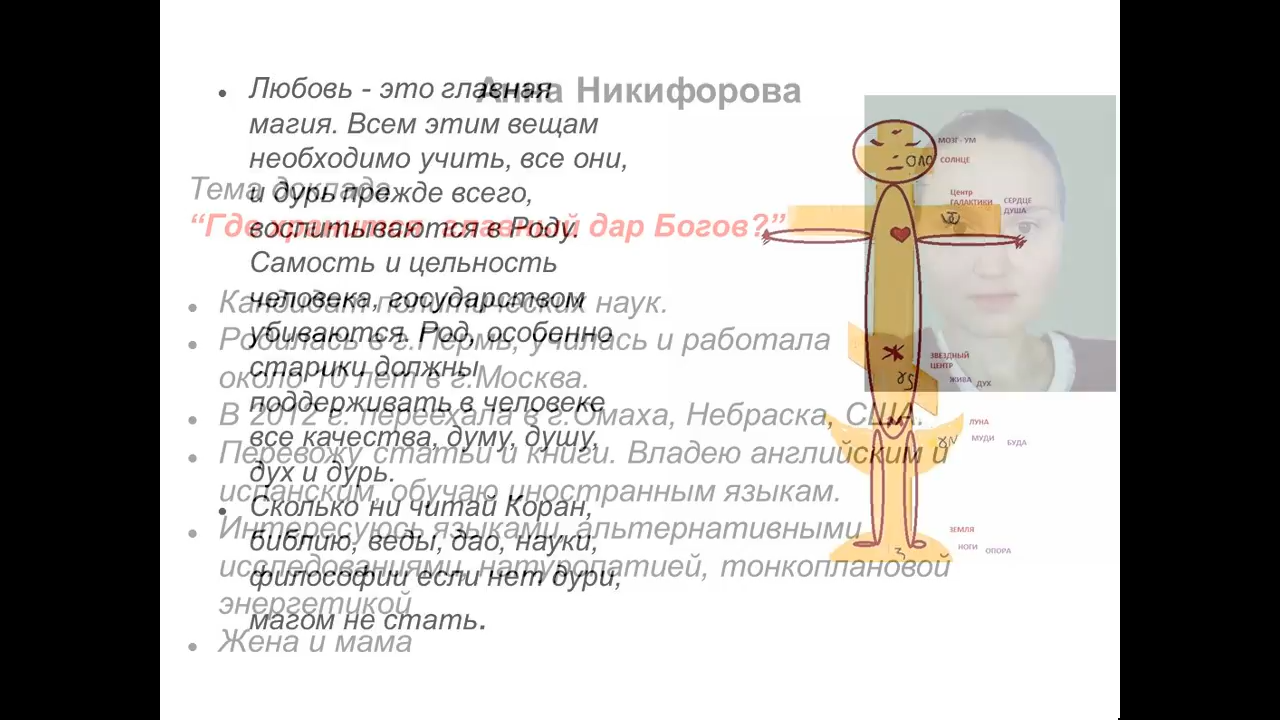 Анна Никифорова
Тема доклада
“Где хранится главный дар Богов?”
Кандидат политических наук.
Родилась в г.Пермь, училась и работала
около 10 лет в г.Москва.
В 2012 г. переехала в г.Омаха, Небраска, США.
Перевожу статьи и книги. Владею английским и
испанским, обучаю иностранным языкам.
Интересуюсь языками, альтернативными
исследованиями, натуропатией, тонкоплановой
энергетикой
Жена и мама
Любовь - это главная
магия. Всем этим вещам
необходимо учить, все они,
и дурь прежде всего,
воспитываются в Роду.
Самость и цельность
человека, государством
убиваются. Род, особенно
старики должны
поддерживать в человеке
все качества, думу, душу,
дух и дурь.
Сколько ни читай Коран,
библию, веды, дао, науки,
философии если нет дури,
магом не стать.
МОЗГ - УМ
СОЛНЦЕ
Центр
ГАЛАКТИКИ
СЕРДЦЕ
ДУША
ЗВЕЗДНЫЙ
ЦЕНТР
ЖИВА
ДУХ
ЛУНА
МУДИ
БУДА
ЗЕМЛЯ
НОГИ
ОПОРА